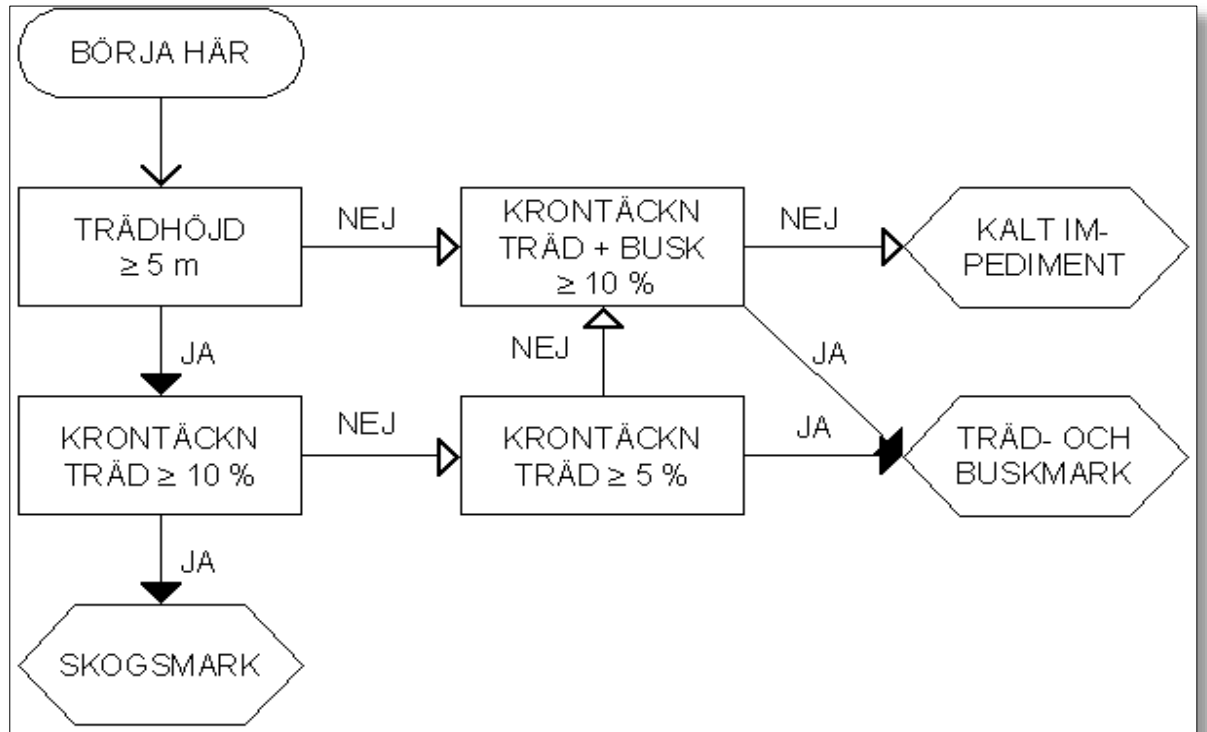 BÖRJA HÄR
TRÄDHÖJD
≥ 5 m
NEJ
KRONTÄCKN
TRÄD + BUSK
≥ 10 %
NEJ
KALT IM-
PEDIMENT
JA
NEJ
JA
KRONTÄCKN
TRÄD ≥ 10 %
NEJ
KRONTÄCKN
TRÄD ≥ 5 %
JA
TRÄD- OCH
BUSKMARK
JA
SKOGSMARK